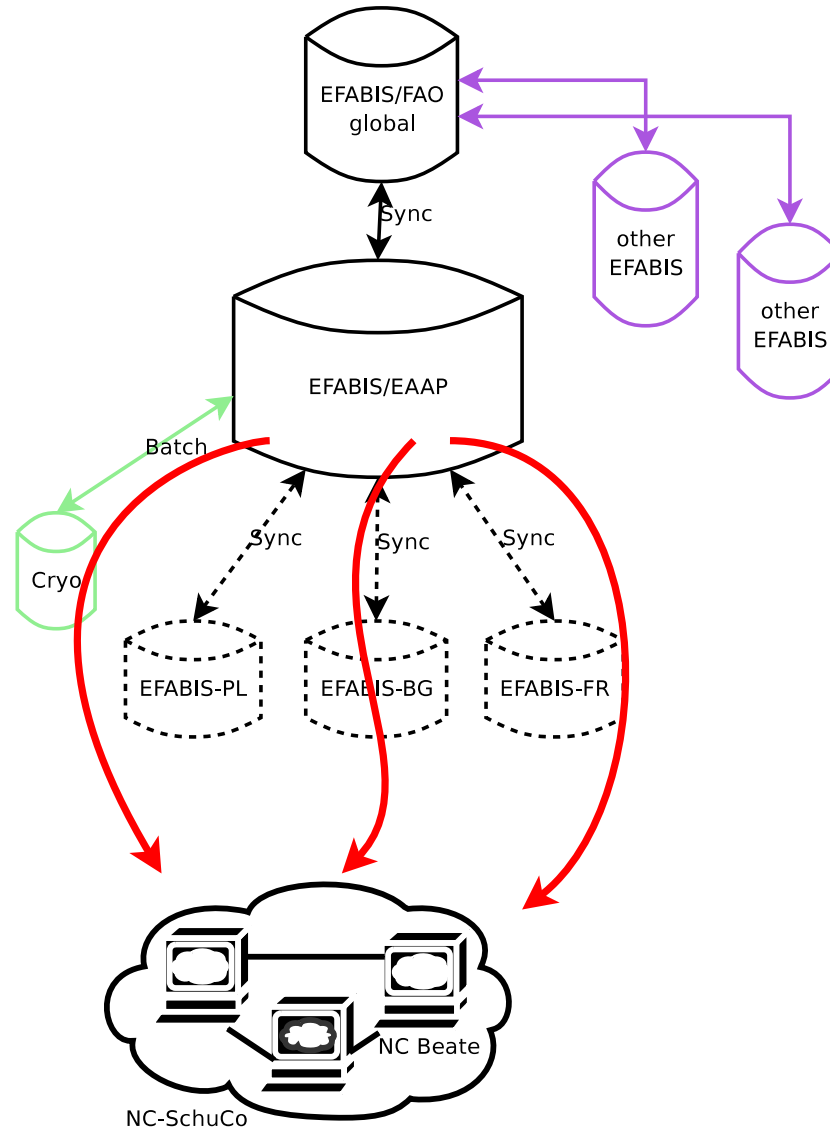 EFABIS/FAO
global
Sync
other
EFABIS
other
EFABIS
EFABIS/EAAP
Batch
Sync
Sync
Sync
Cryo
EFABIS-PL
EFABIS-BG
EFABIS-FR
NC Beate
NC-SchuCo